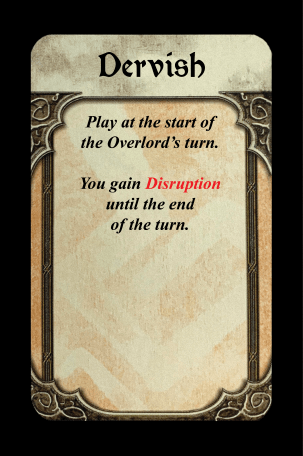 Dervish
Play at the start of
the Overlord's turn.
You gain Disruption
until the end
of the turn.